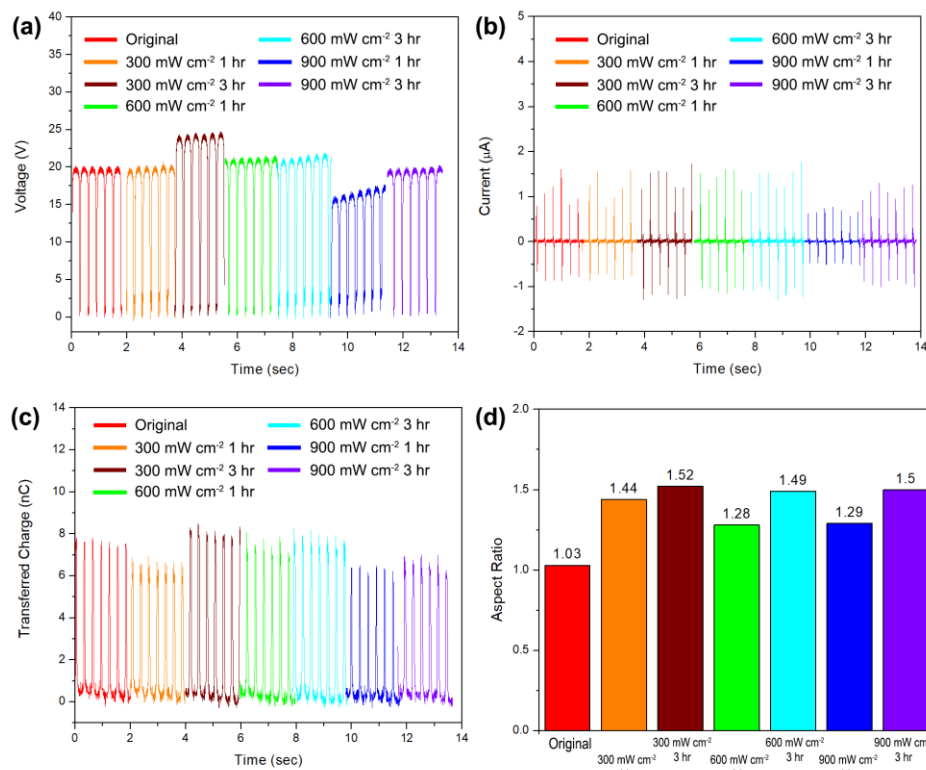 (a)
40
35
30
25
20
15
10
5
0
Voltage (V)
Original
300 mW cm⁻² 1 hr
300 mW cm⁻² 3 hr
600 mW cm⁻² 1 hr
600 mW cm⁻² 3 hr
900 mW cm⁻² 1 hr
900 mW cm⁻² 3 hr
0 2 4 6 8 10 12 14
Time (sec)
(b)
5
4
3
2
1
0
-1
-2
Current (μA)
Original
300 mW cm⁻² 1 hr
300 mW cm⁻² 3 hr
600 mW cm⁻² 1 hr
600 mW cm⁻² 3 hr
900 mW cm⁻² 1 hr
900 mW cm⁻² 3 hr
0 2 4 6 8 10 12 14
Time (sec)
(c)
14
12
10
8
6
4
2
0
Transferred Charge (nC)
Original
300 mW cm⁻² 1 hr
300 mW cm⁻² 3 hr
600 mW cm⁻² 1 hr
600 mW cm⁻² 3 hr
900 mW cm⁻² 1 hr
900 mW cm⁻² 3 hr
0 2 4 6 8 10 12 14
Time (sec)
(d)
2.0
1.5
1.0
0.5
0.0
Aspect Ratio
1.03
1.44
1.52
1.28
1.49
1.29
1.5
Original
300 mW cm⁻²
300 mW cm⁻²
3 hr
600 mW cm⁻²
600 mW cm⁻²
3 hr
900 mW cm⁻²
900 mW cm⁻²
3 hr